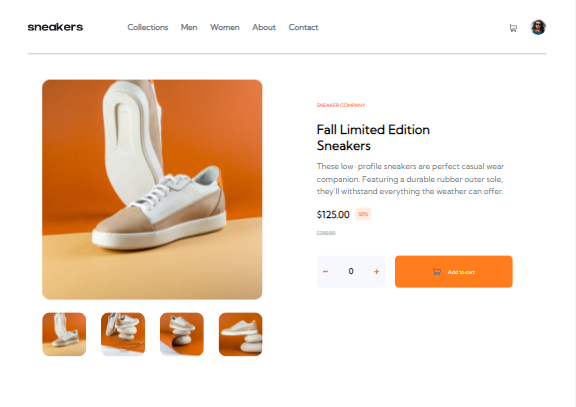 sneakers
Collections Men Women About Contact
SNEAKER COMPANY
Fall Limited Edition
Sneakers
These low-profile sneakers are perfect casual wear
companion. Featuring a durable rubber outer sole,
they'll withstand everything the weather can offer.
$125.00 50%
$250.00
- 0 +
Add to cart